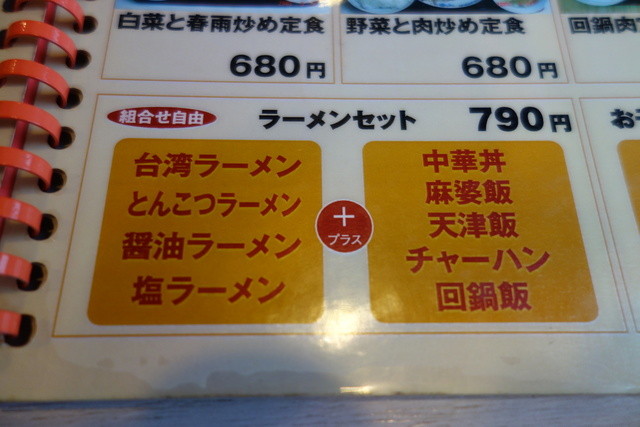 白菜と春雨炒め定食
680円
野菜と肉炒め定食
680円
回鍋肉
組合せ自由
ラーメンセット 790円
台湾ラーメン
とんこつラーメン
醤油ラーメン
塩ラーメン
＋
プラス
中華丼
麻婆飯
天津飯
チャーハン
回鍋飯
お